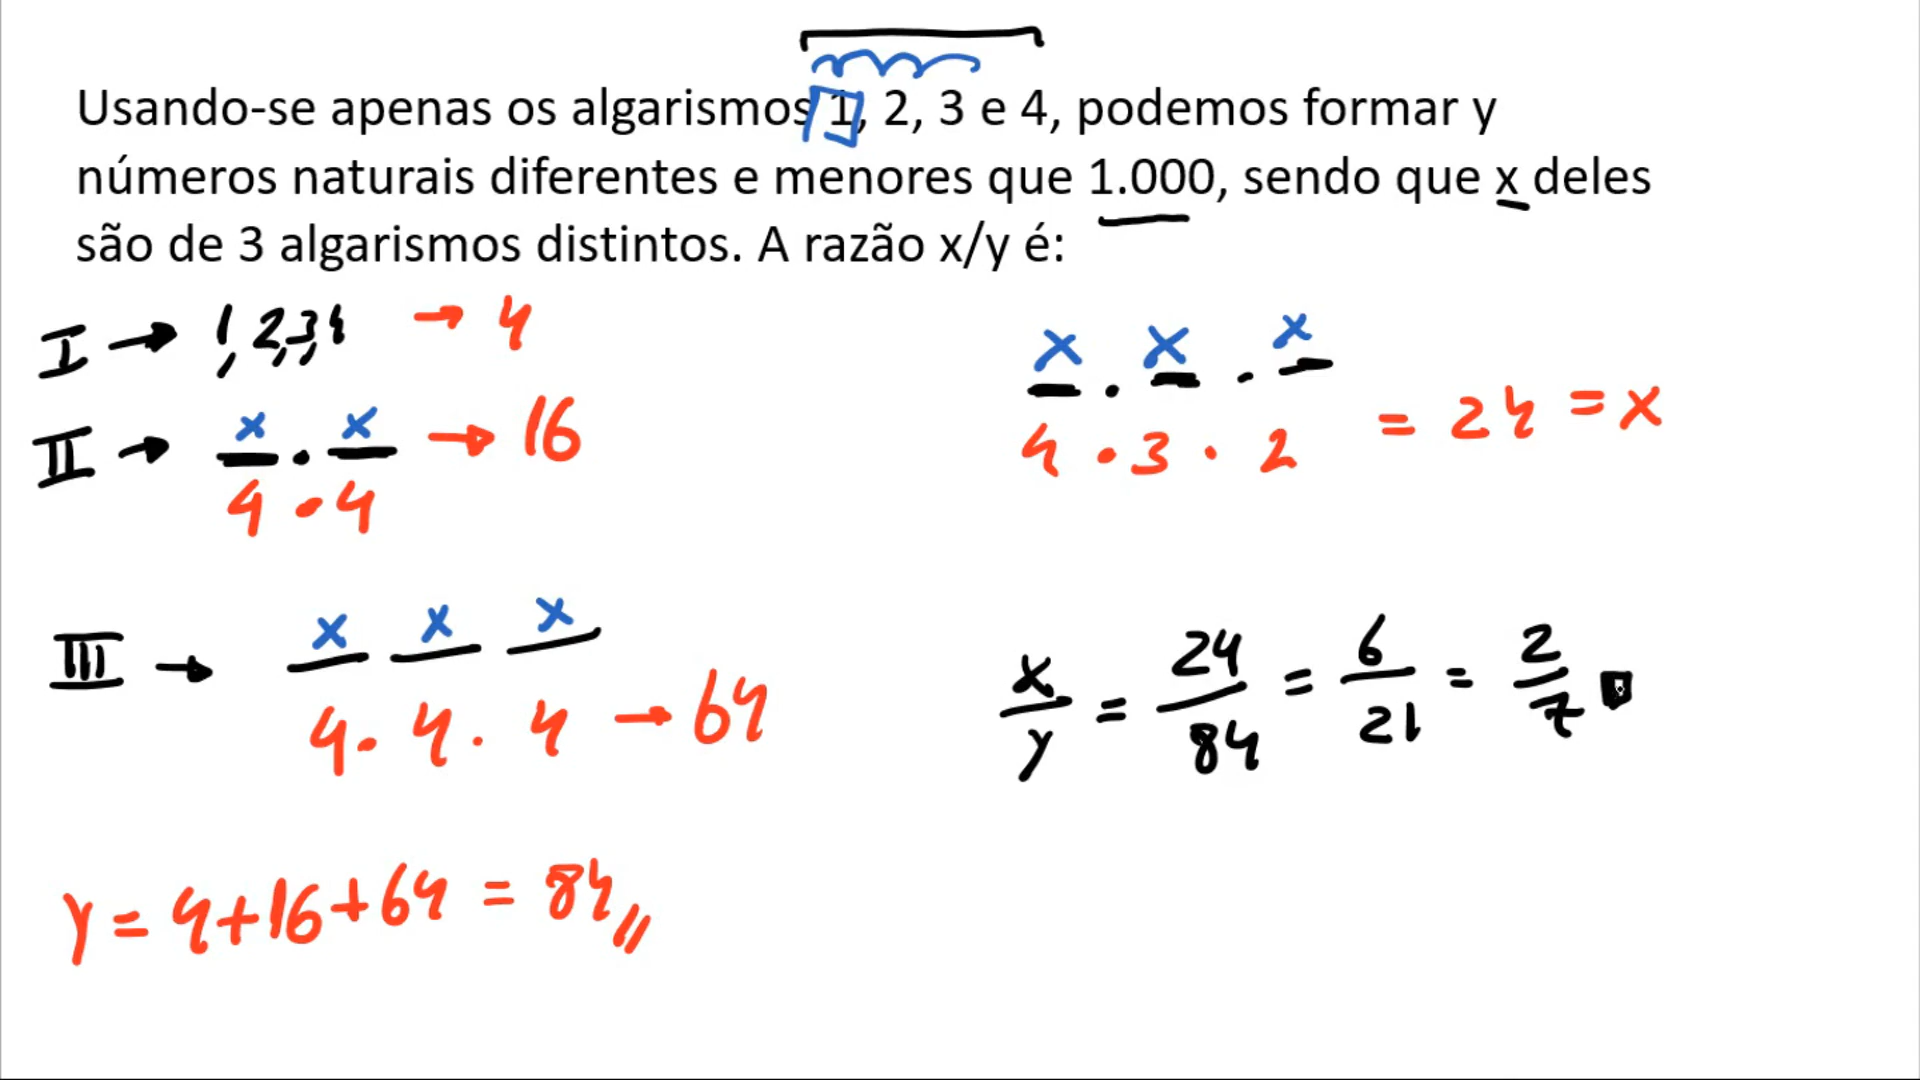 Usando-se apenas os algarismos 1, 2, 3 e 4, podemos formar y
números naturais diferentes e menores que 1.000, sendo que x deles
são de 3 algarismos distintos. A razão x/y é:
I → 1, 2, 3, 4 → 4
II → x . x → 16
4 . 4
x . x . x
4 . 3 . 2 = 24 = x
III → x x x
4 . 4 . 4 → 64
x/y = 24/84 = 6/21 = 2/7
y = 4+16+64 = 84